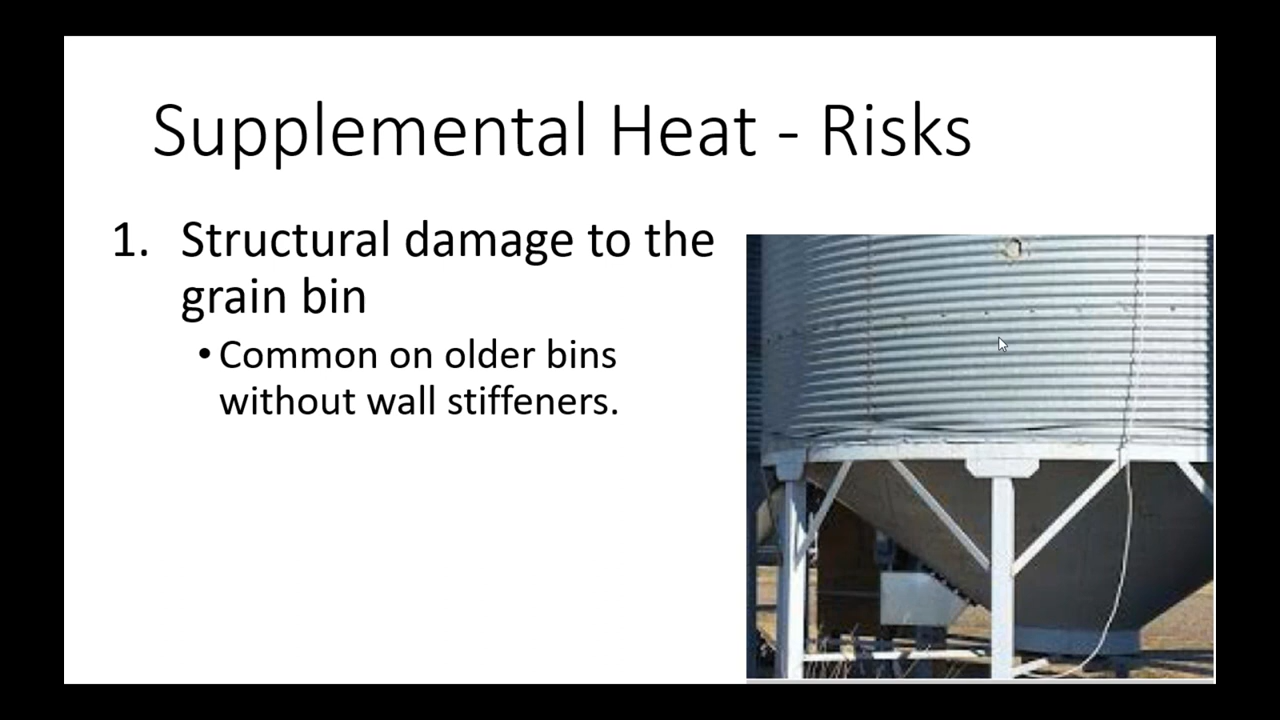 Supplemental Heat - Risks
1. Structural damage to the
grain bin
• Common on older bins
without wall stiffeners.